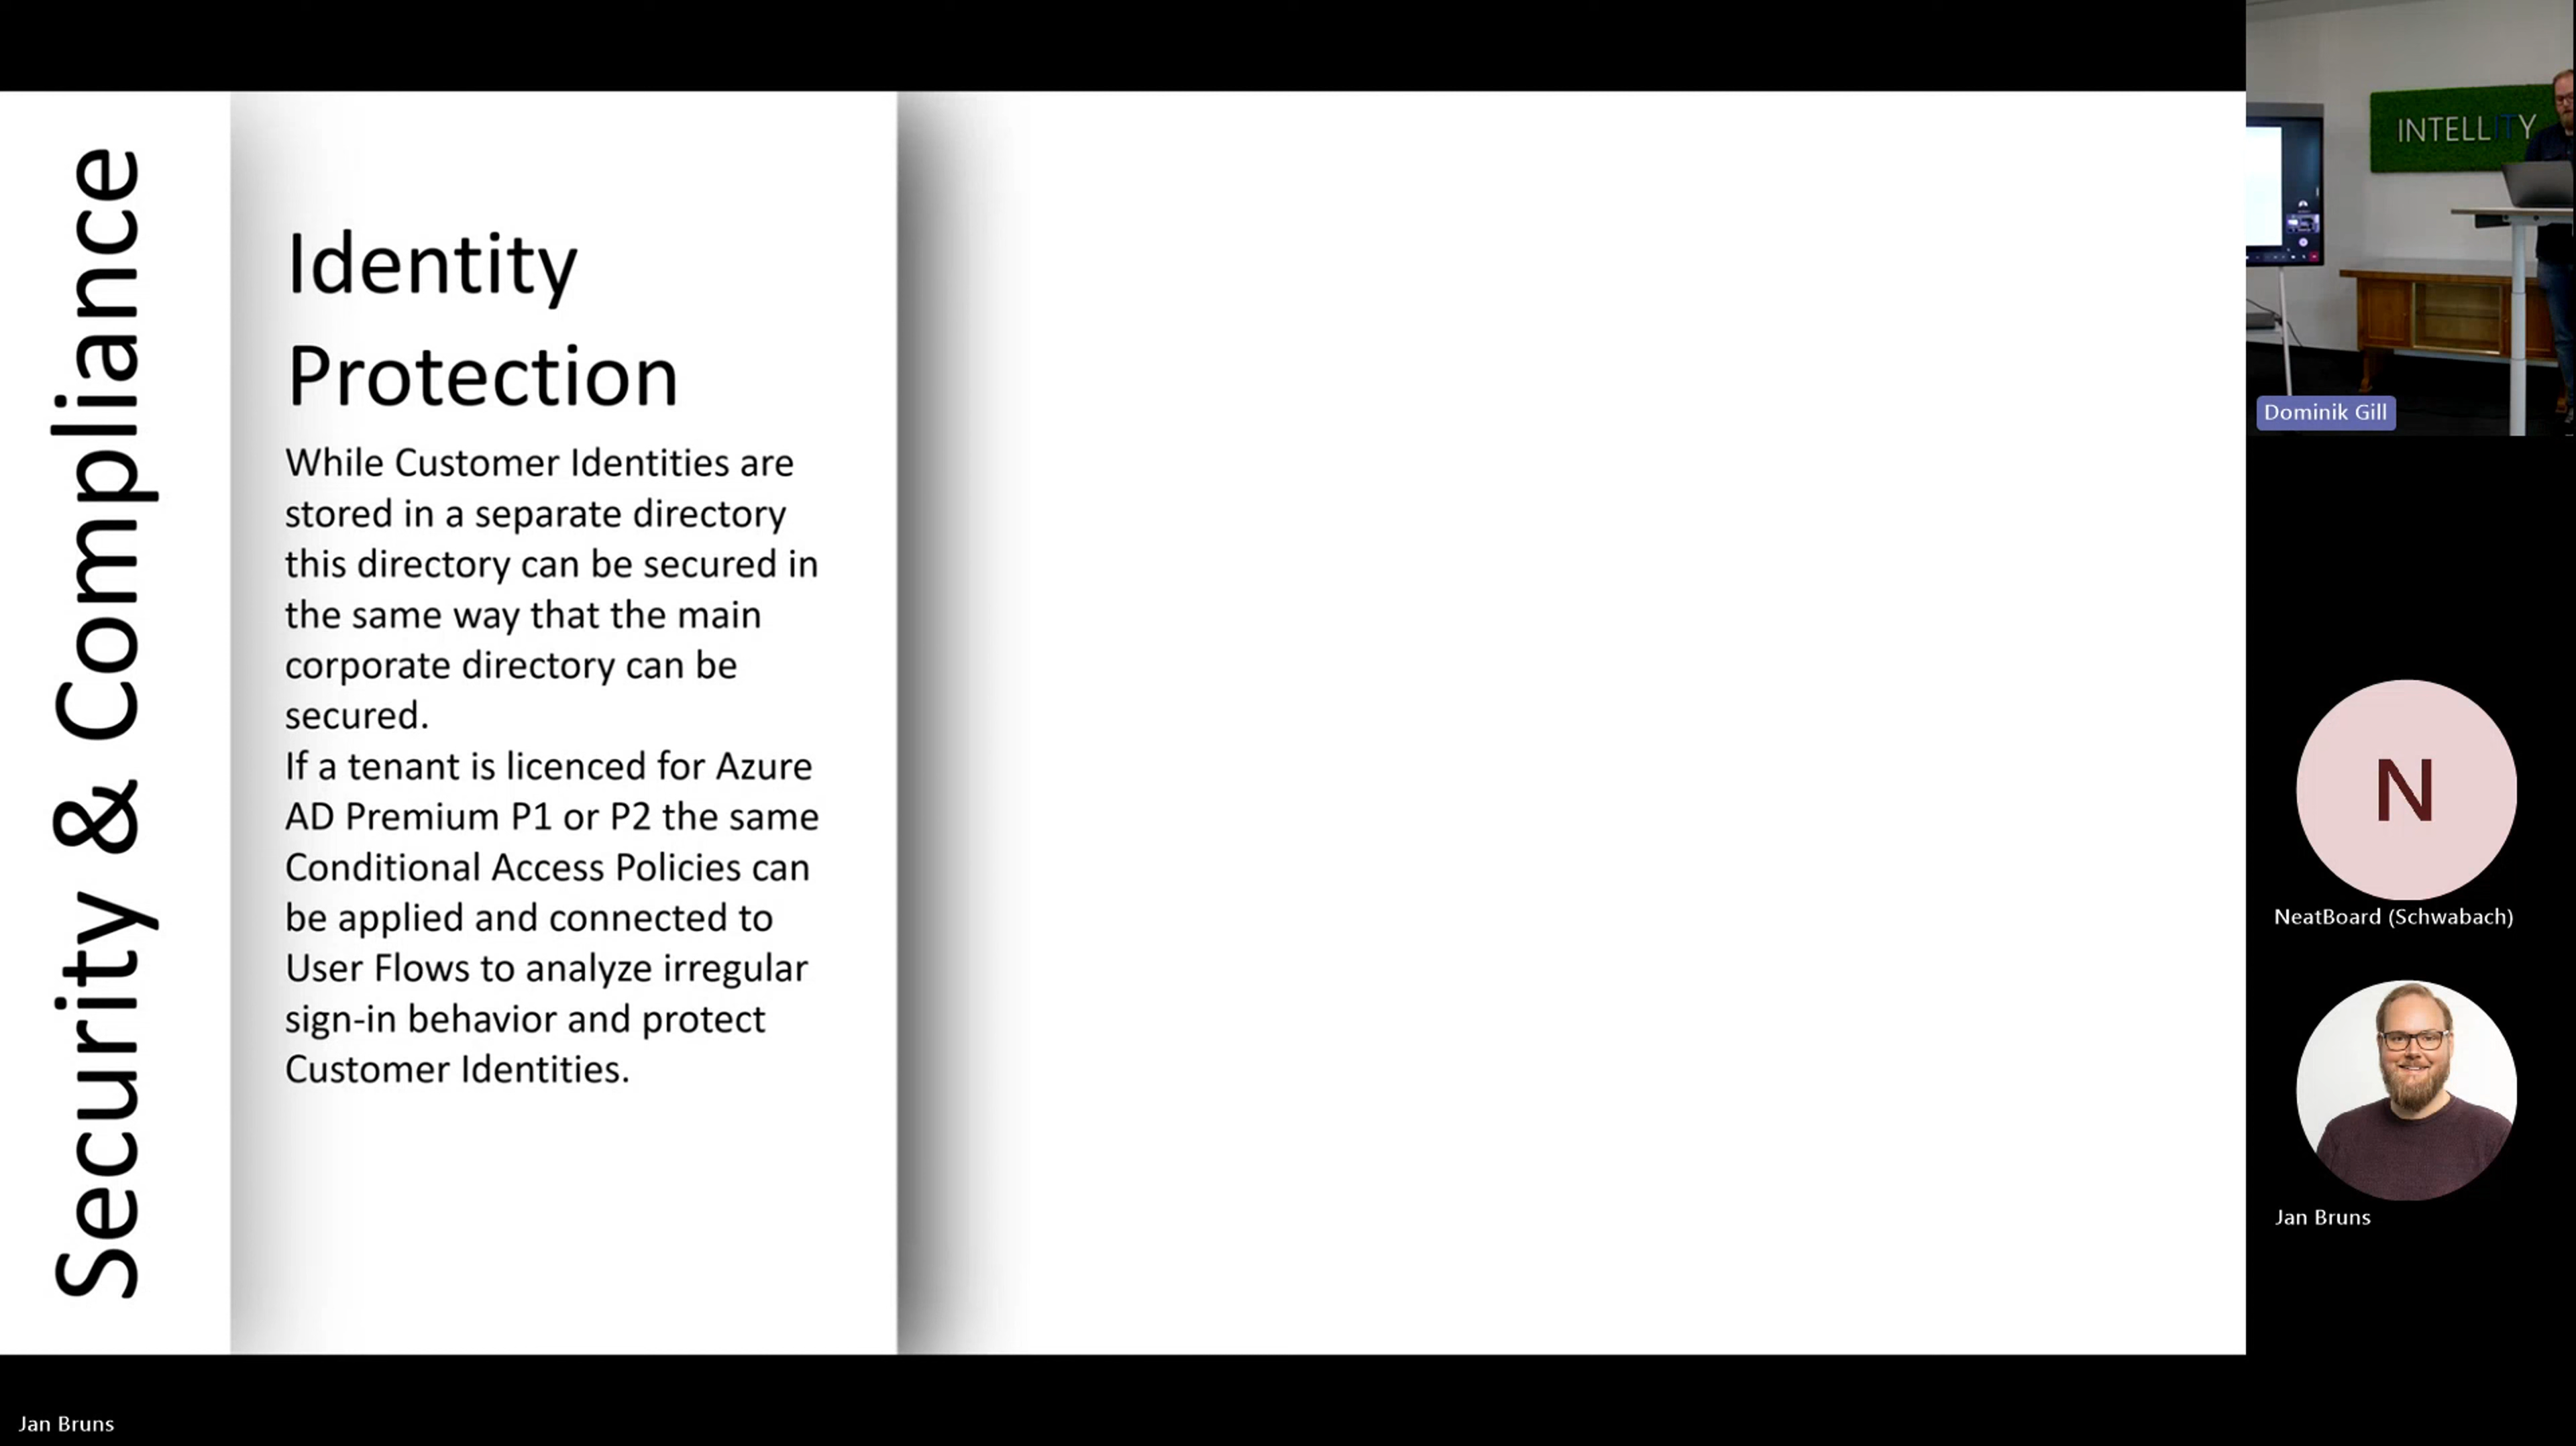 Security & Compliance
Identity
Protection
While Customer Identities are
stored in a separate directory
this directory can be secured in
the same way that the main
corporate directory can be
secured.
If a tenant is licenced for Azure
AD Premium P1 or P2 the same
Conditional Access Policies can
be applied and connected to
User Flows to analyze irregular
sign-in behavior and protect
Customer Identities.
INTELLITY
Dominik Gill
N
NeatBoard (Schwabach)
Jan Bruns
Jan Bruns